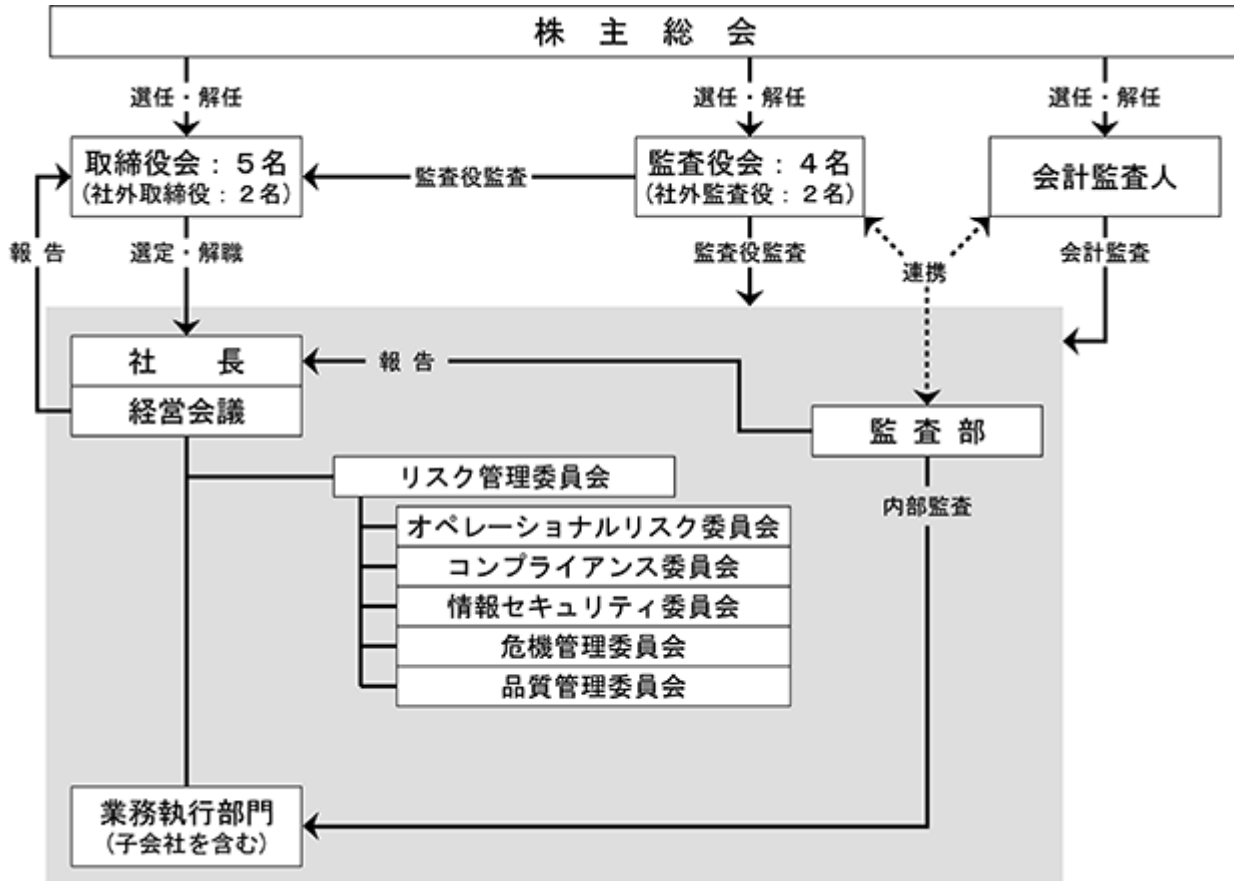 株主総会
選任・解任
選任・解任
選任・解任
取締役会：５名
(社外取締役：２名)
監査役監査
監査役会：４名
(社外監査役：２名)
会計監査人
報告
選定・解職
監査役監査
連携
会計監査
社長
経営会議
報告
監査部
リスク管理委員会
オペレーショナルリスク委員会
コンプライアンス委員会
情報セキュリティ委員会
危機管理委員会
品質管理委員会
内部監査
業務執行部門
(子会社を含む)